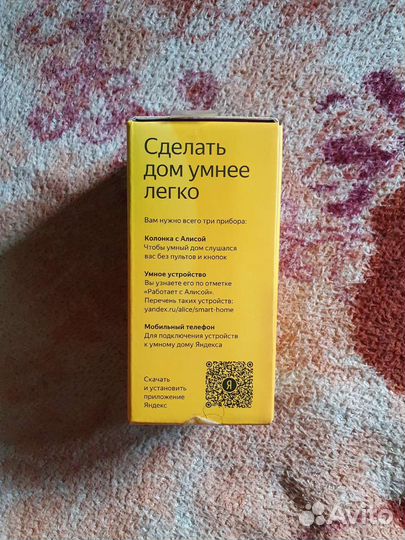 Сделать
дом умнее
легко
Вам нужно всего три прибора:
Колонка с Алисой
Чтобы умный дом слушался
вас без пультов и кнопок
Умное устройство
Вы узнаете его по отметке
«Работает с Алисой».
Перечень таких устройств:
yandex.ru/alice/smart-home
Мобильный телефон
Для подключения устройств
к умному дому Яндекса
Скачать
и установить
приложение
Яндекс
Я
Avito